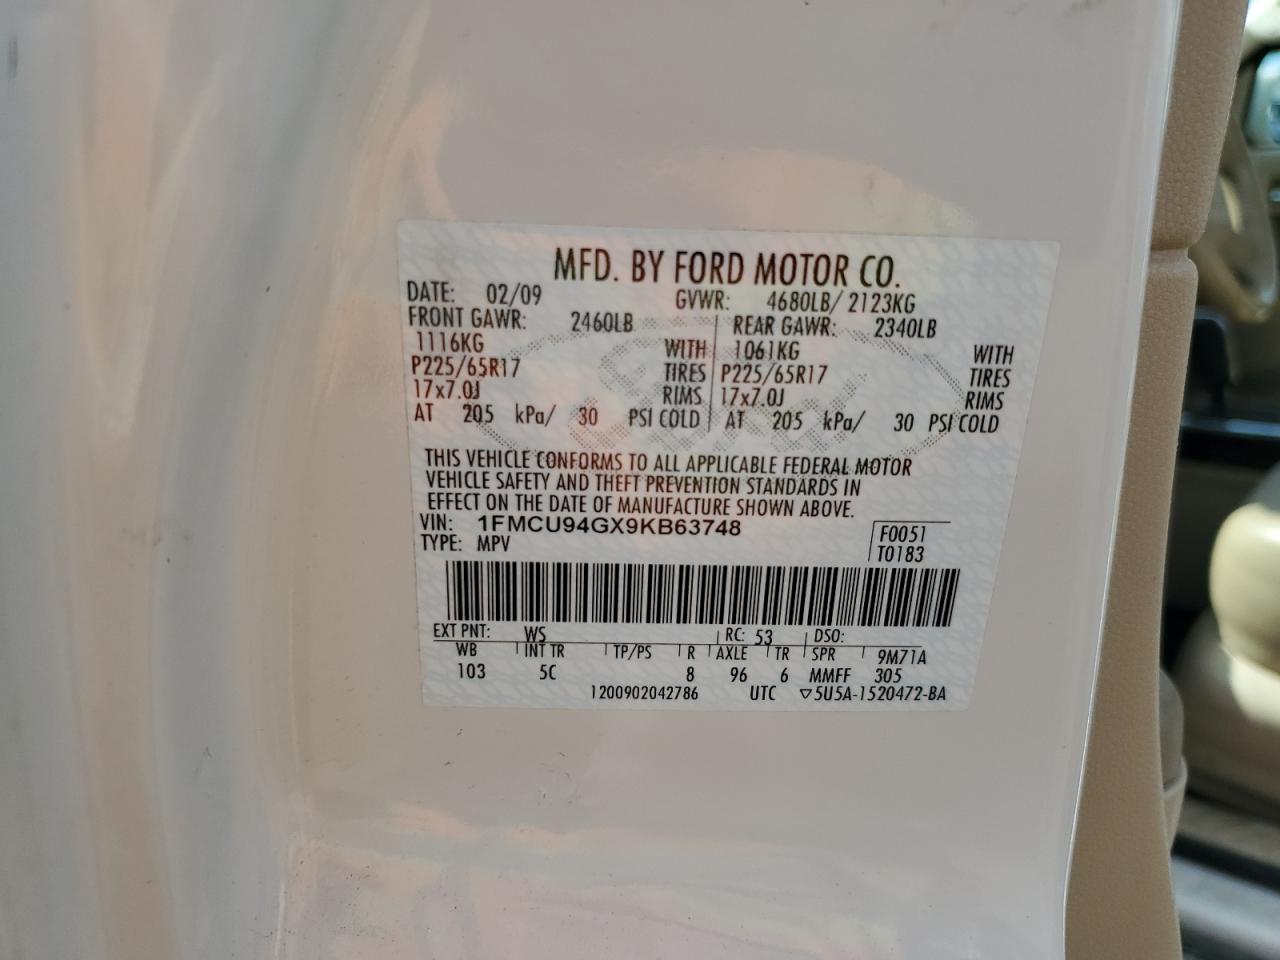 MFD. BY FORD MOTOR CO.
DATE: 02/09 GVWR: 4680LB/ 2123KG
FRONT GAWR: 2460LB REAR GAWR: 2340LB
1116KG WITH 1061KG WITH
P225/65R17 TIRES P225/65R17 TIRES
17x7.0J RIMS 17x7.0J RIMS
AT 205 kPa/ 30 PSI COLD AT 205 kPa/ 30 PSI COLD
THIS VEHICLE CONFORMS TO ALL APPLICABLE FEDERAL MOTOR
VEHICLE SAFETY AND THEFT PREVENTION STANDARDS IN
EFFECT ON THE DATE OF MANUFACTURE SHOWN ABOVE.
VIN: 1FMCU94GX9KB63748 F0051
TYPE: MPV T0183
EXT PNT: WS RC: 53 DSO:
WB INT TR TP/PS R AXLE TR SPR 9M71A
103 5C 8 96 6 MMFF 305
1200902042786 UTC ▽5U5A-1520472-BA